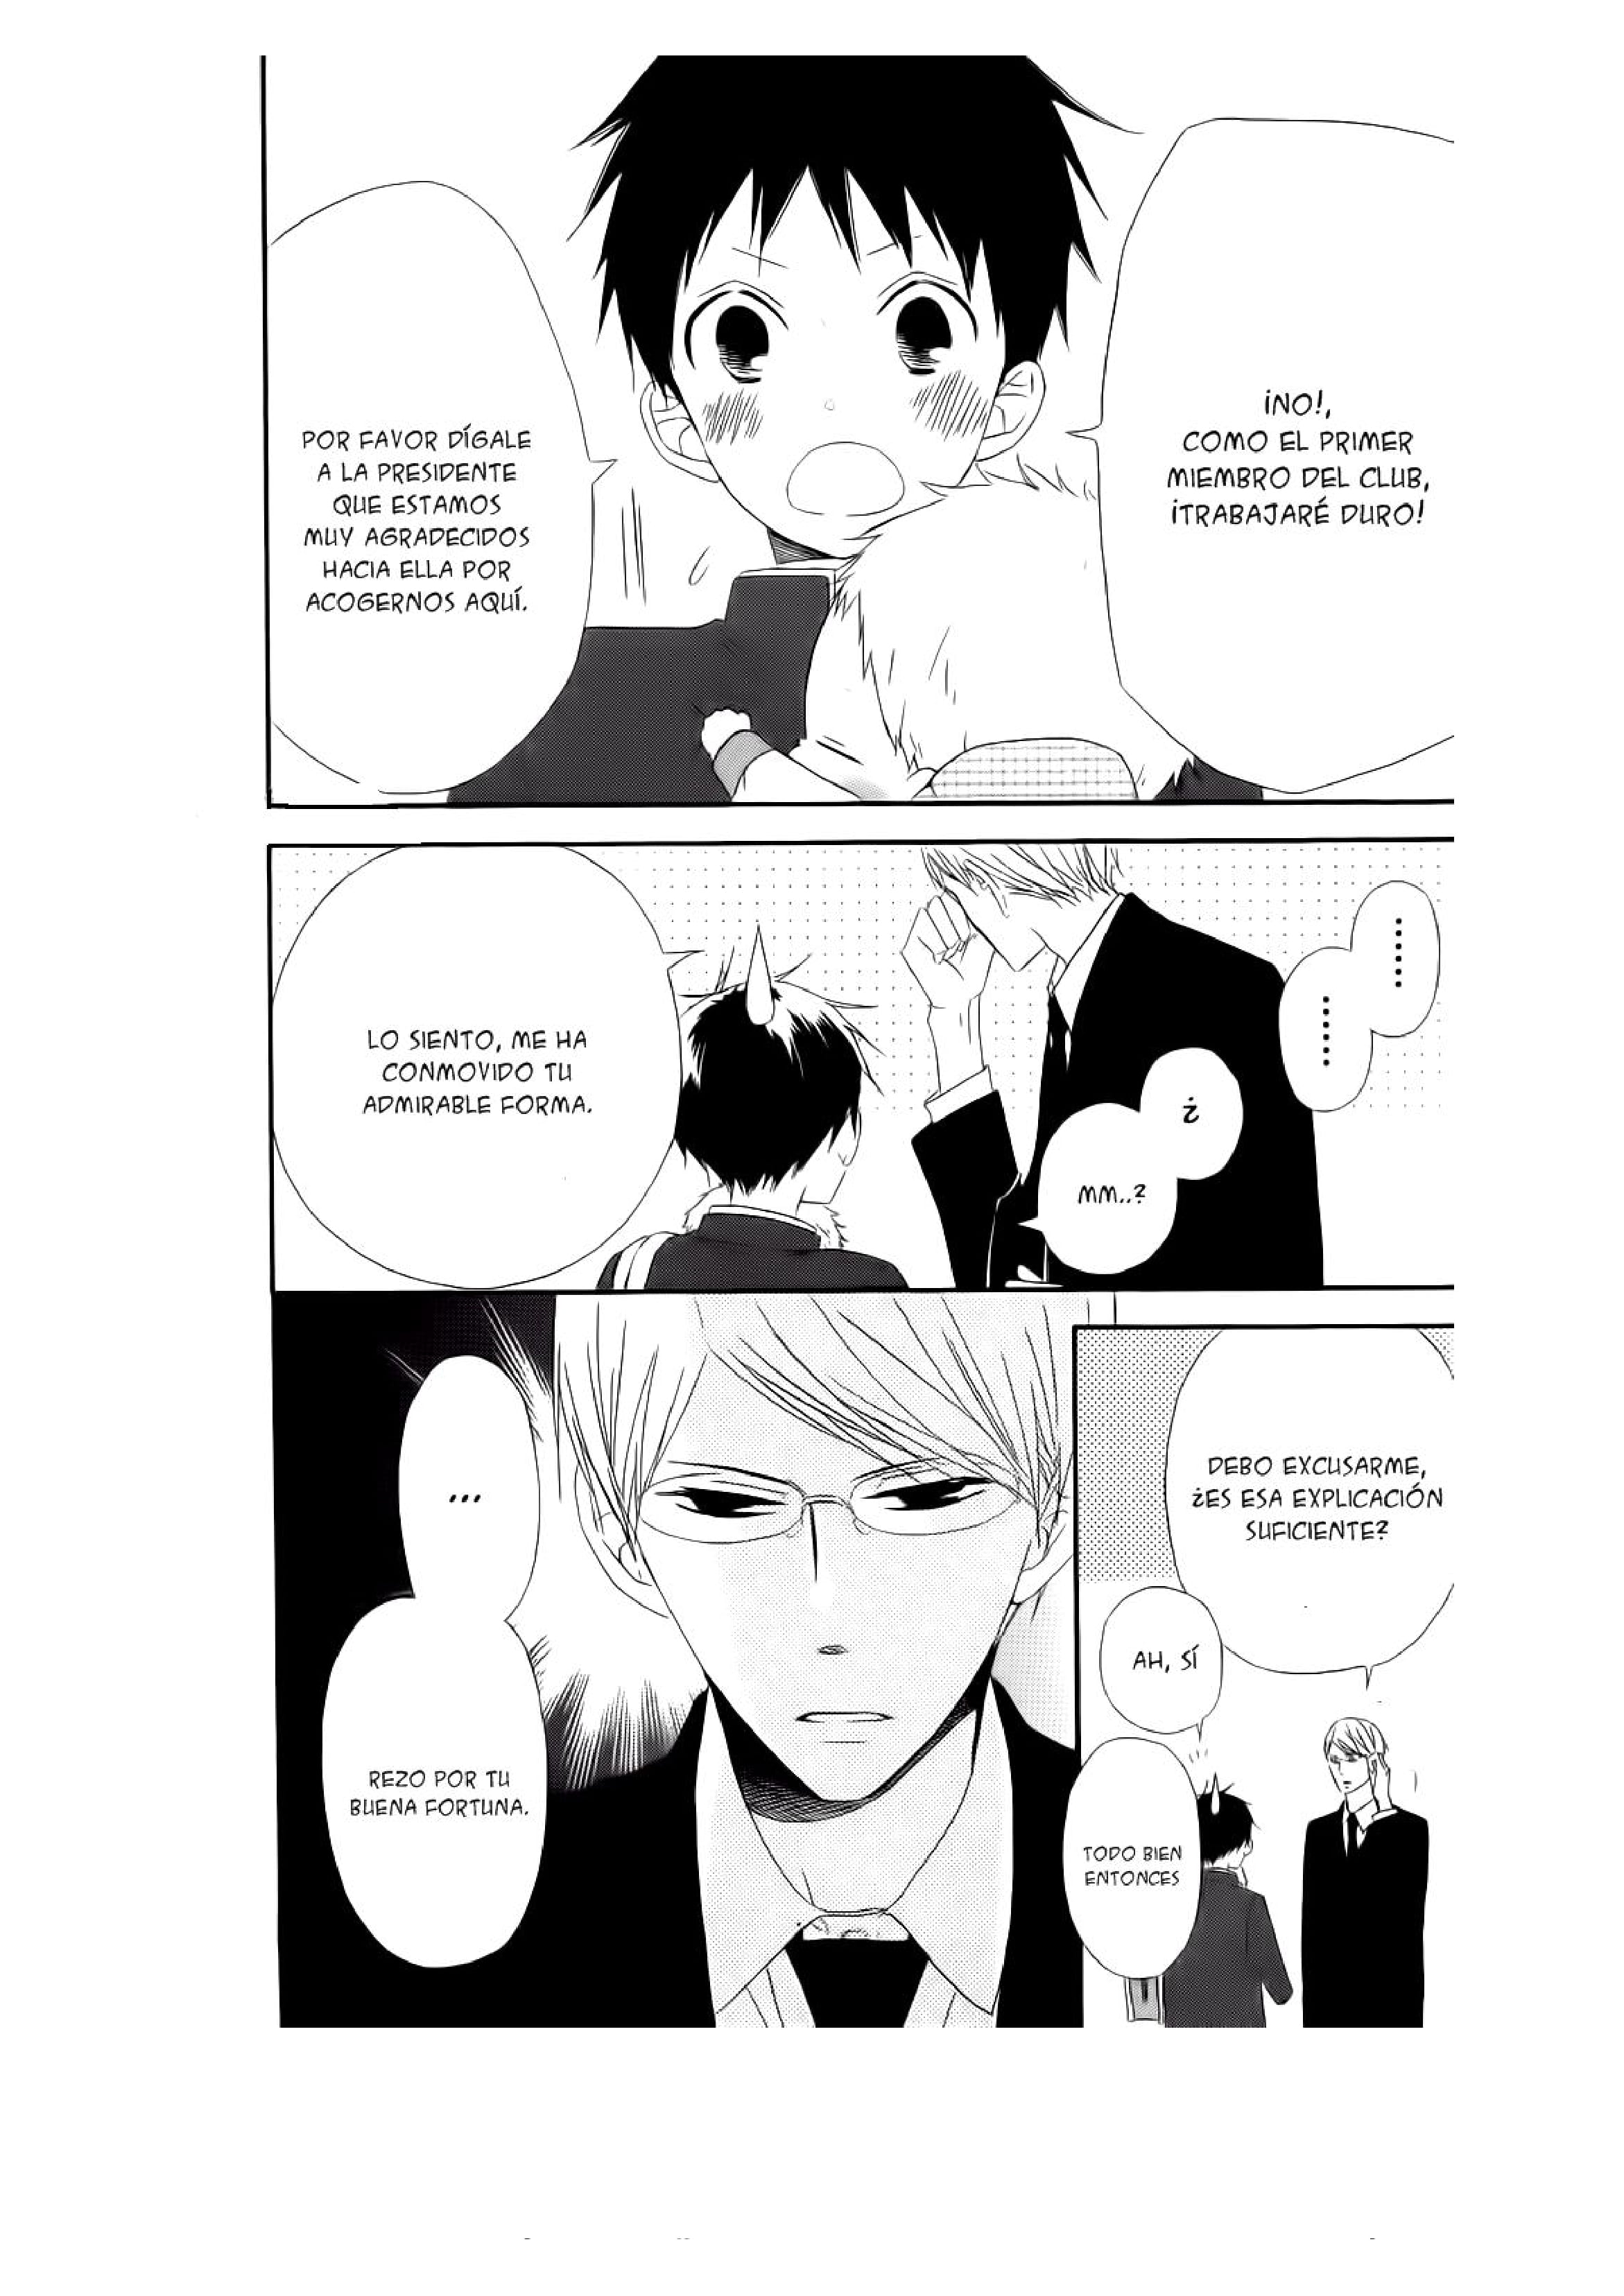 ¡NO!,
COMO EL PRIMER
MIEMBRO DEL CLUB,
¡TRABAJARÉ DURO!
POR FAVOR DÍGALE
A LA PRESIDENTE
QUE ESTAMOS
MUY AGRADECIDOS
HACIA ELLA POR
ACOGERNOS AQUÍ.
......
......
¿
MM..?
LO SIENTO, ME HA
CONMOVIDO TU
ADMIRABLE FORMA.
DEBO EXCUSARME,
¿ES ESA EXPLICACIÓN
SUFICIENTE?
AH, SÍ
TODO BIEN
ENTONCES
...
REZO POR TU
BUENA FORTUNA.